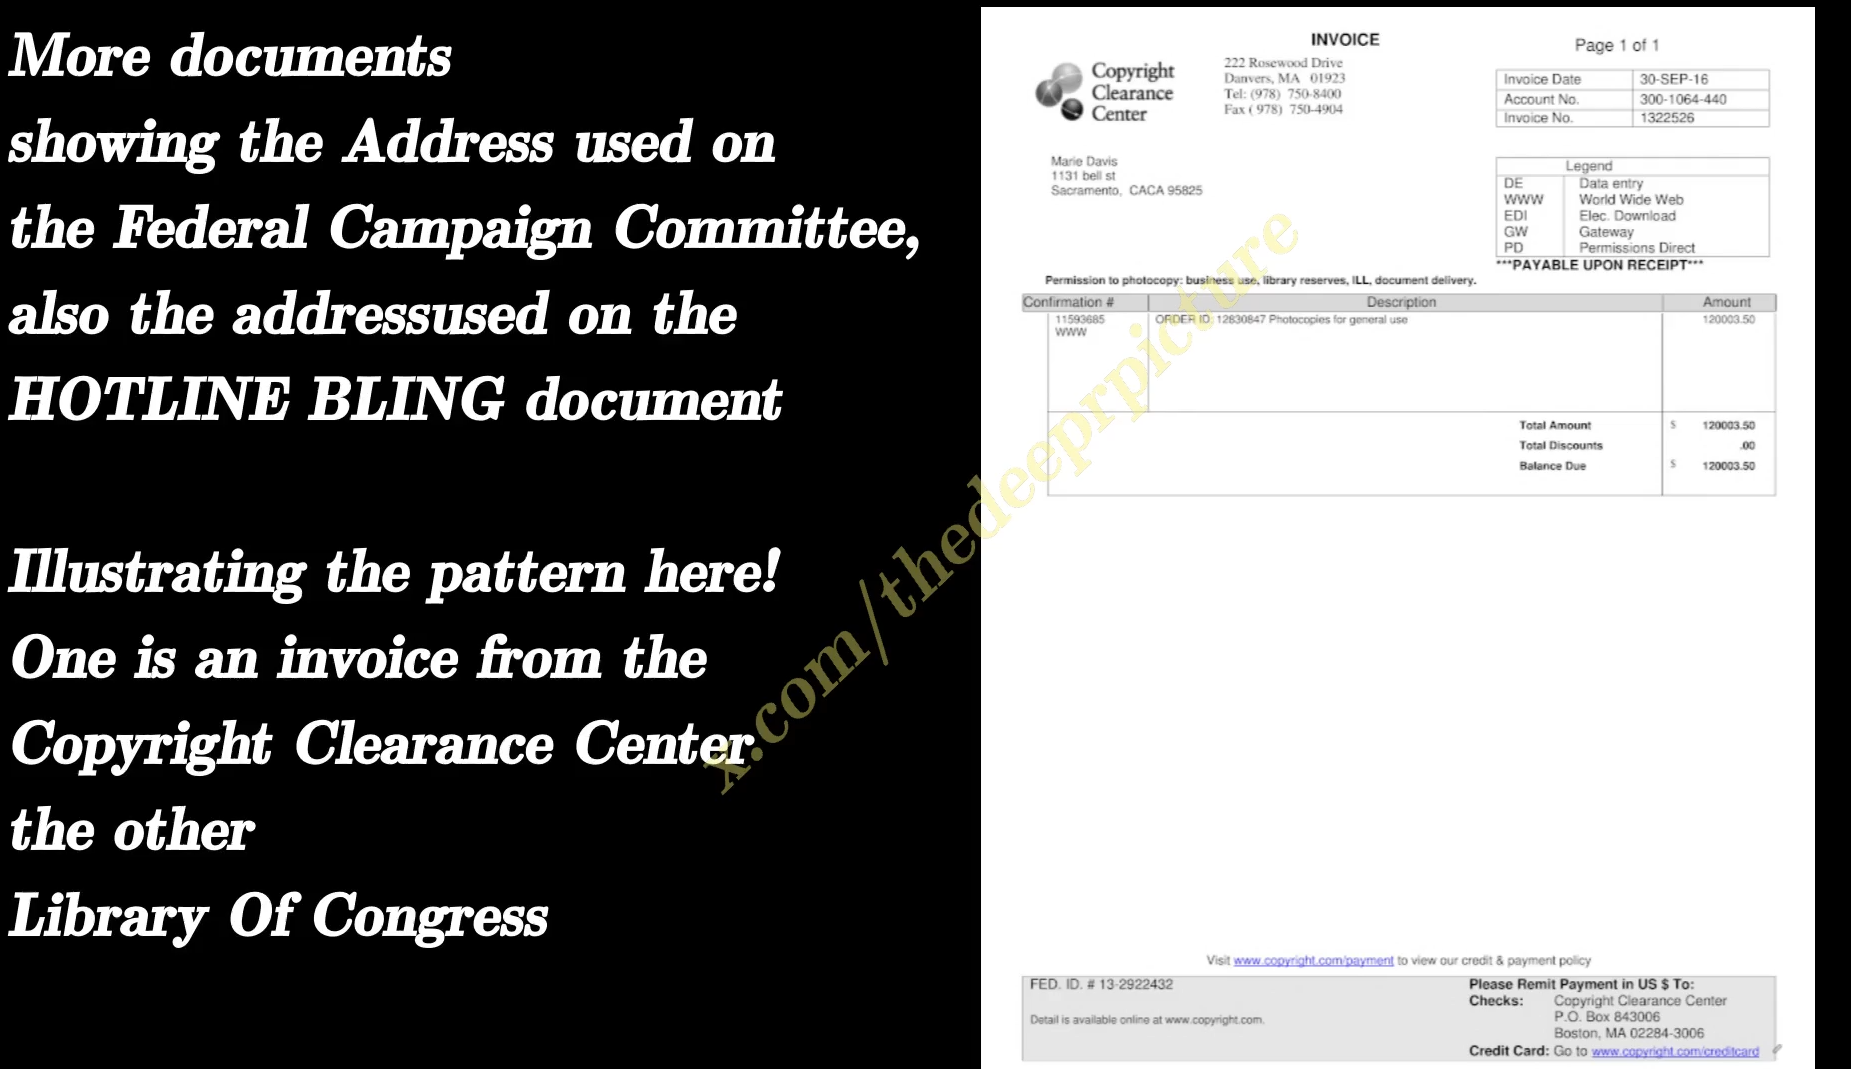 More documents
showing the Address used on
the Federal Campaign Committee,
also the addressused on the
HOTLINE BLING document
Illustrating the pattern here!
One is an invoice from the
Copyright Clearance Center
the other
Library Of Congress
x.com/thedeeprpicture
INVOICE
Page 1 of 1
Copyright
Clearance
Center
222 Rosewood Drive
Danvers, MA 01923
Tel: (978) 750-8400
Fax ( 978) 750-4904
Invoice Date 30-SEP-16
Account No. 300-1064-440
Invoice No. 1322526
Marie Davis
1131 bell st
Sacramento, CACA 95825
Legend
DE Data entry
WWW World Wide Web
EDI Elec. Download
GW Gateway
PD Permissions Direct
***PAYABLE UPON RECEIPT***
Permission to photocopy: business use, library reserves, ILL, document delivery.
Confirmation # Description Amount
11593685 ORDER ID: 12830847 Photocopies for general use 120003.50
WWW
Total Amount $ 120003.50
Total Discounts .00
Balance Due $ 120003.50
Visit www.copyright.com/payment to view our credit & payment policy
FED. ID. # 13-2922432
Detail is available online at www.copyright.com.
Please Remit Payment in US $ To:
Checks: Copyright Clearance Center
P.O. Box 843006
Boston, MA 02284-3006
Credit Card: Go to www.copyright.com/creditcard